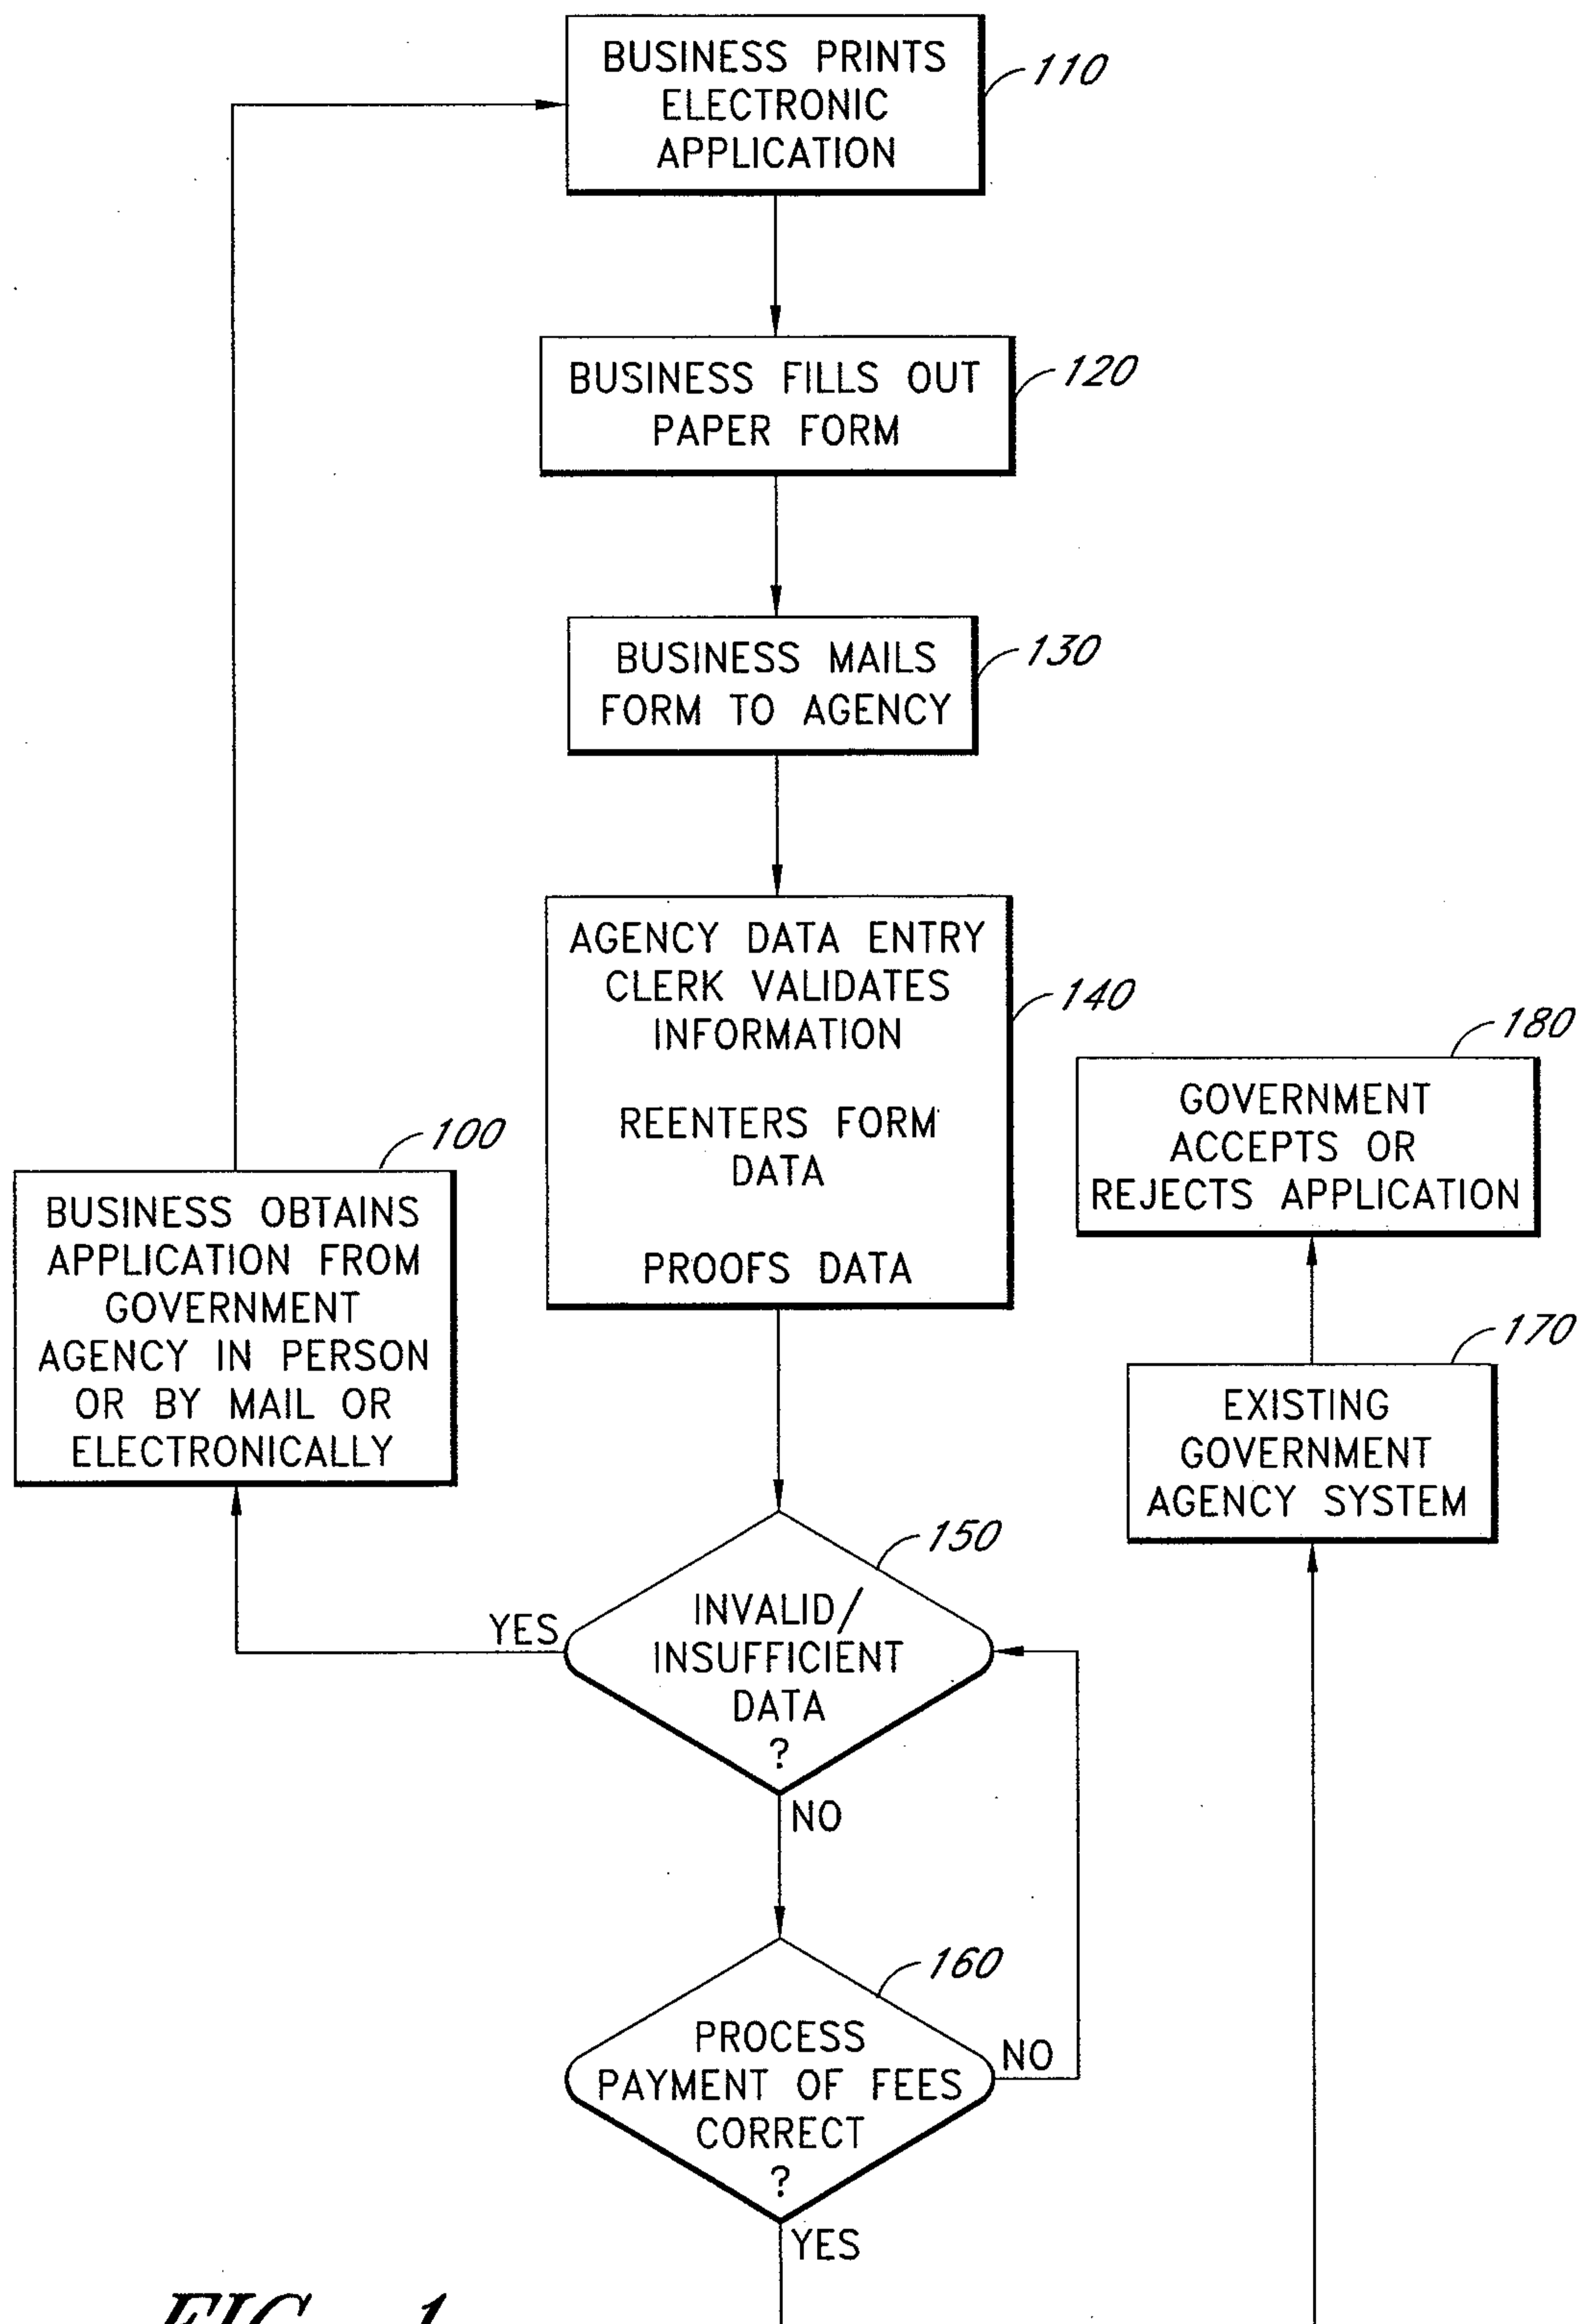 BUSINESS PRINTS
ELECTRONIC
APPLICATION
110
BUSINESS FILLS OUT
PAPER FORM
120
BUSINESS MAILS
FORM TO AGENCY
130
AGENCY DATA ENTRY
CLERK VALIDATES
INFORMATION
REENTERS FORM
DATA
PROOFS DATA
140
180
GOVERNMENT
ACCEPTS OR
REJECTS APPLICATION
100
BUSINESS OBTAINS
APPLICATION FROM
GOVERNMENT
AGENCY IN PERSON
OR BY MAIL OR
ELECTRONICALLY
170
EXISTING
GOVERNMENT
AGENCY SYSTEM
150
YES
INVALID/
INSUFFICIENT
DATA
?
NO
160
PROCESS
PAYMENT OF FEES
CORRECT
?
NO
YES
FIG. 1